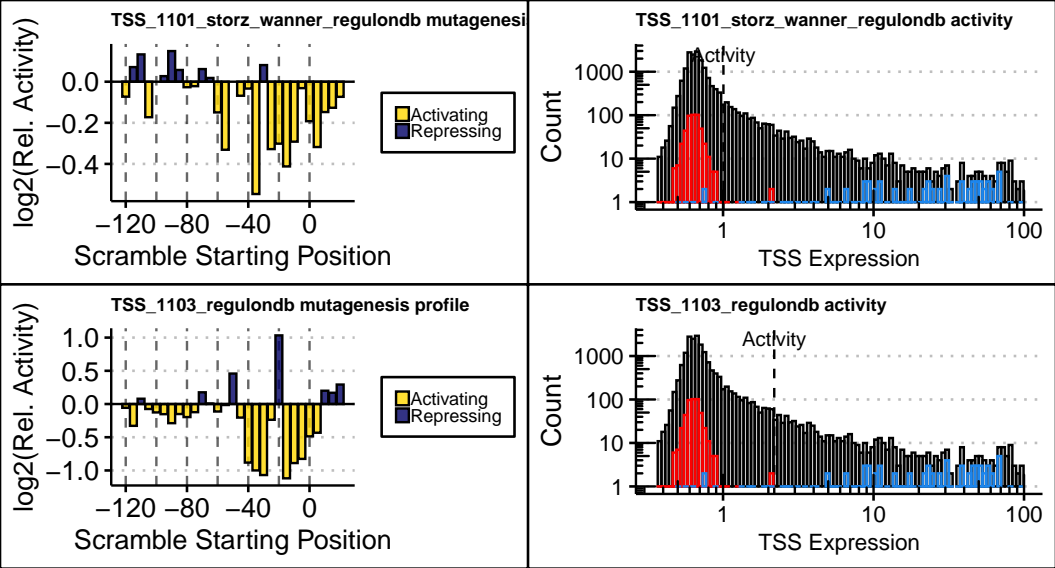 TSS_1101_storz_wanner_regulondb mutagenesi
log2(Rel. Activity)
0.0
−0.2
−0.4
−120
−80
−40
0
Scramble Starting Position
Activating
Repressing
TSS_1101_storz_wanner_regulondb activity
Activity
Count
1000
100
10
1
1
10
100
TSS Expression
TSS_1103_regulondb mutagenesis profile
log2(Rel. Activity)
1.0
0.5
0.0
−0.5
−1.0
−120
−80
−40
0
Scramble Starting Position
Activating
Repressing
TSS_1103_regulondb activity
Activity
Count
1000
100
10
1
1
10
100
TSS Expression